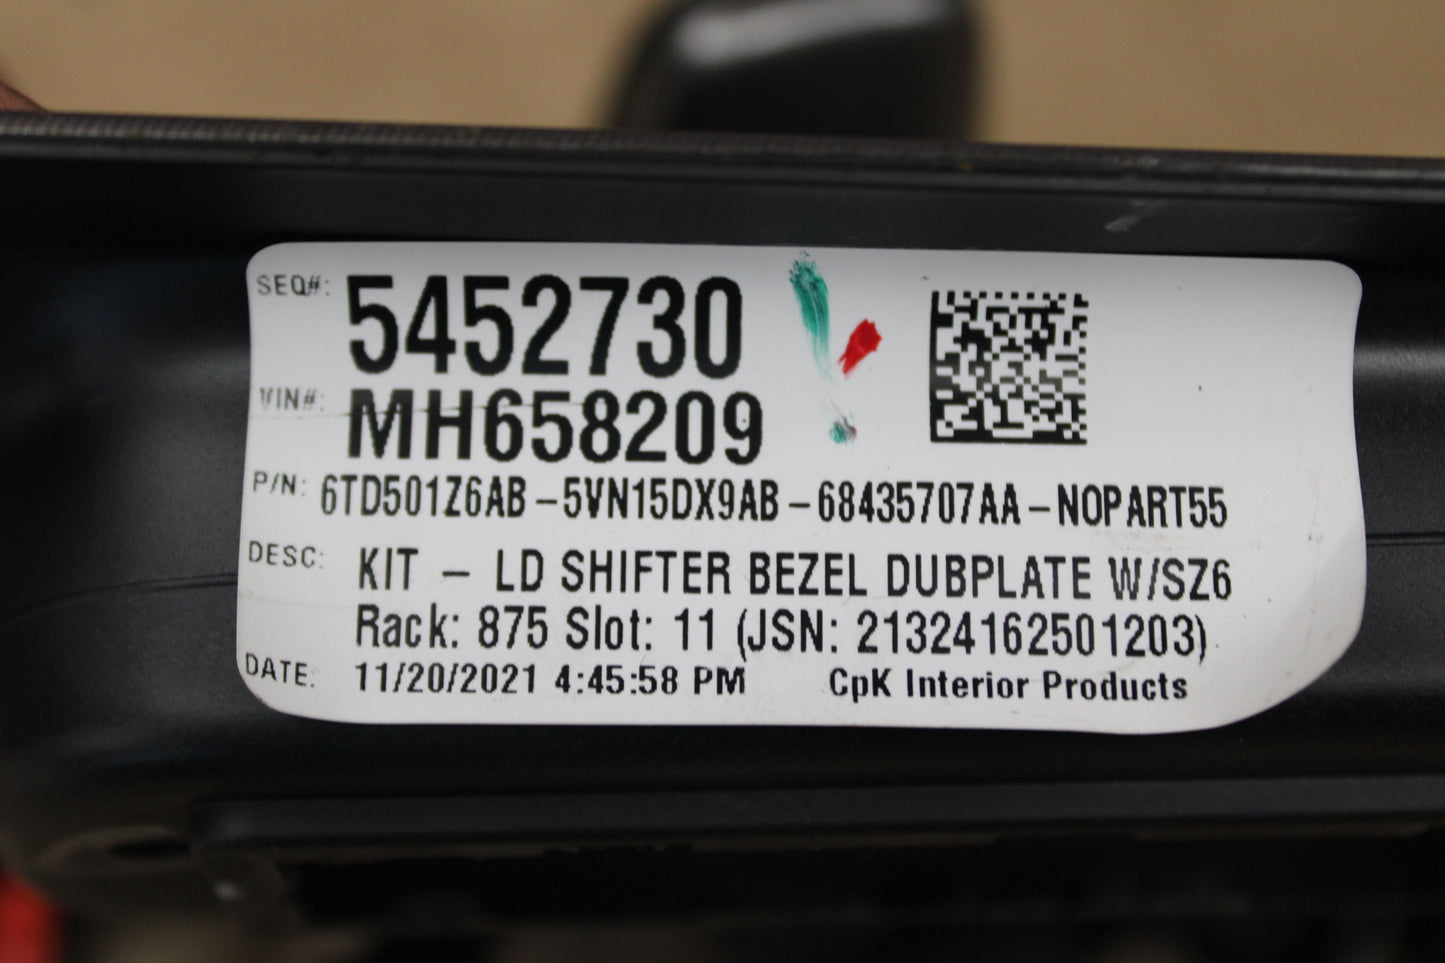 SEQ#: 5452730
VIN#: MH658209
P/N: 6TD501Z6AB-5VN15DX9AB-68435707AA-NOPART55
DESC: KIT - LD SHIFTER BEZEL DUBPLATE W/SZ6
Rack: 875 Slot: 11 (JSN: 21324162501203)
DATE: 11/20/2021 4:45:58 PM CpK Interior Products